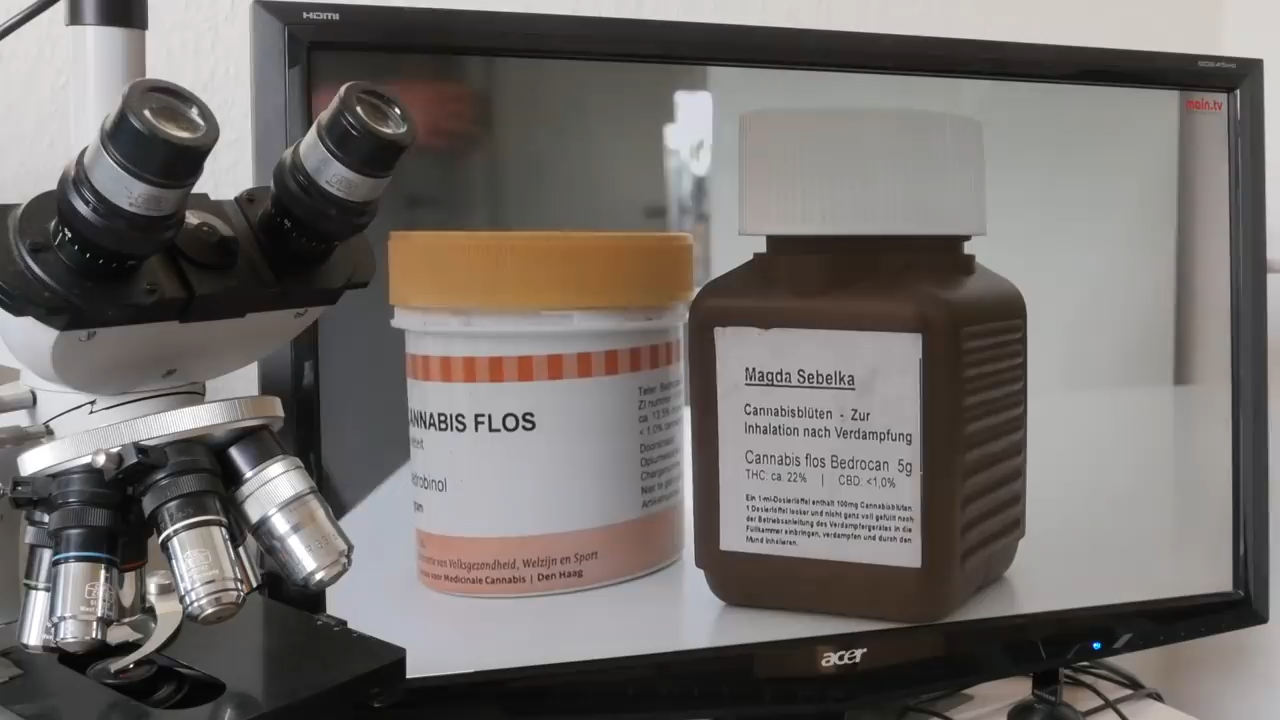 HDMI
main.tv
ANNABIS FLOS
robinol
Volksgezondheid, Welzijn en Sport
voor Medicinale Cannabis | Den Haag
Magda Sebelka
Cannabisblüten - Zur
Inhalation nach Verdampfung
Cannabis flos Bedrocan 5g
THC: ca. 22% | CBD: <1,0%
Ein 1-ml-Dosierlöffel enthält 100mg Cannabisblüten.
1 Dosierlöffel locker und nicht ganz voll gefüllt nach
der Betriebsanleitung des Verdampfergerätes in die
Füllkammer einbringen, verdampfen und durch den
Mund inhalieren.
acer